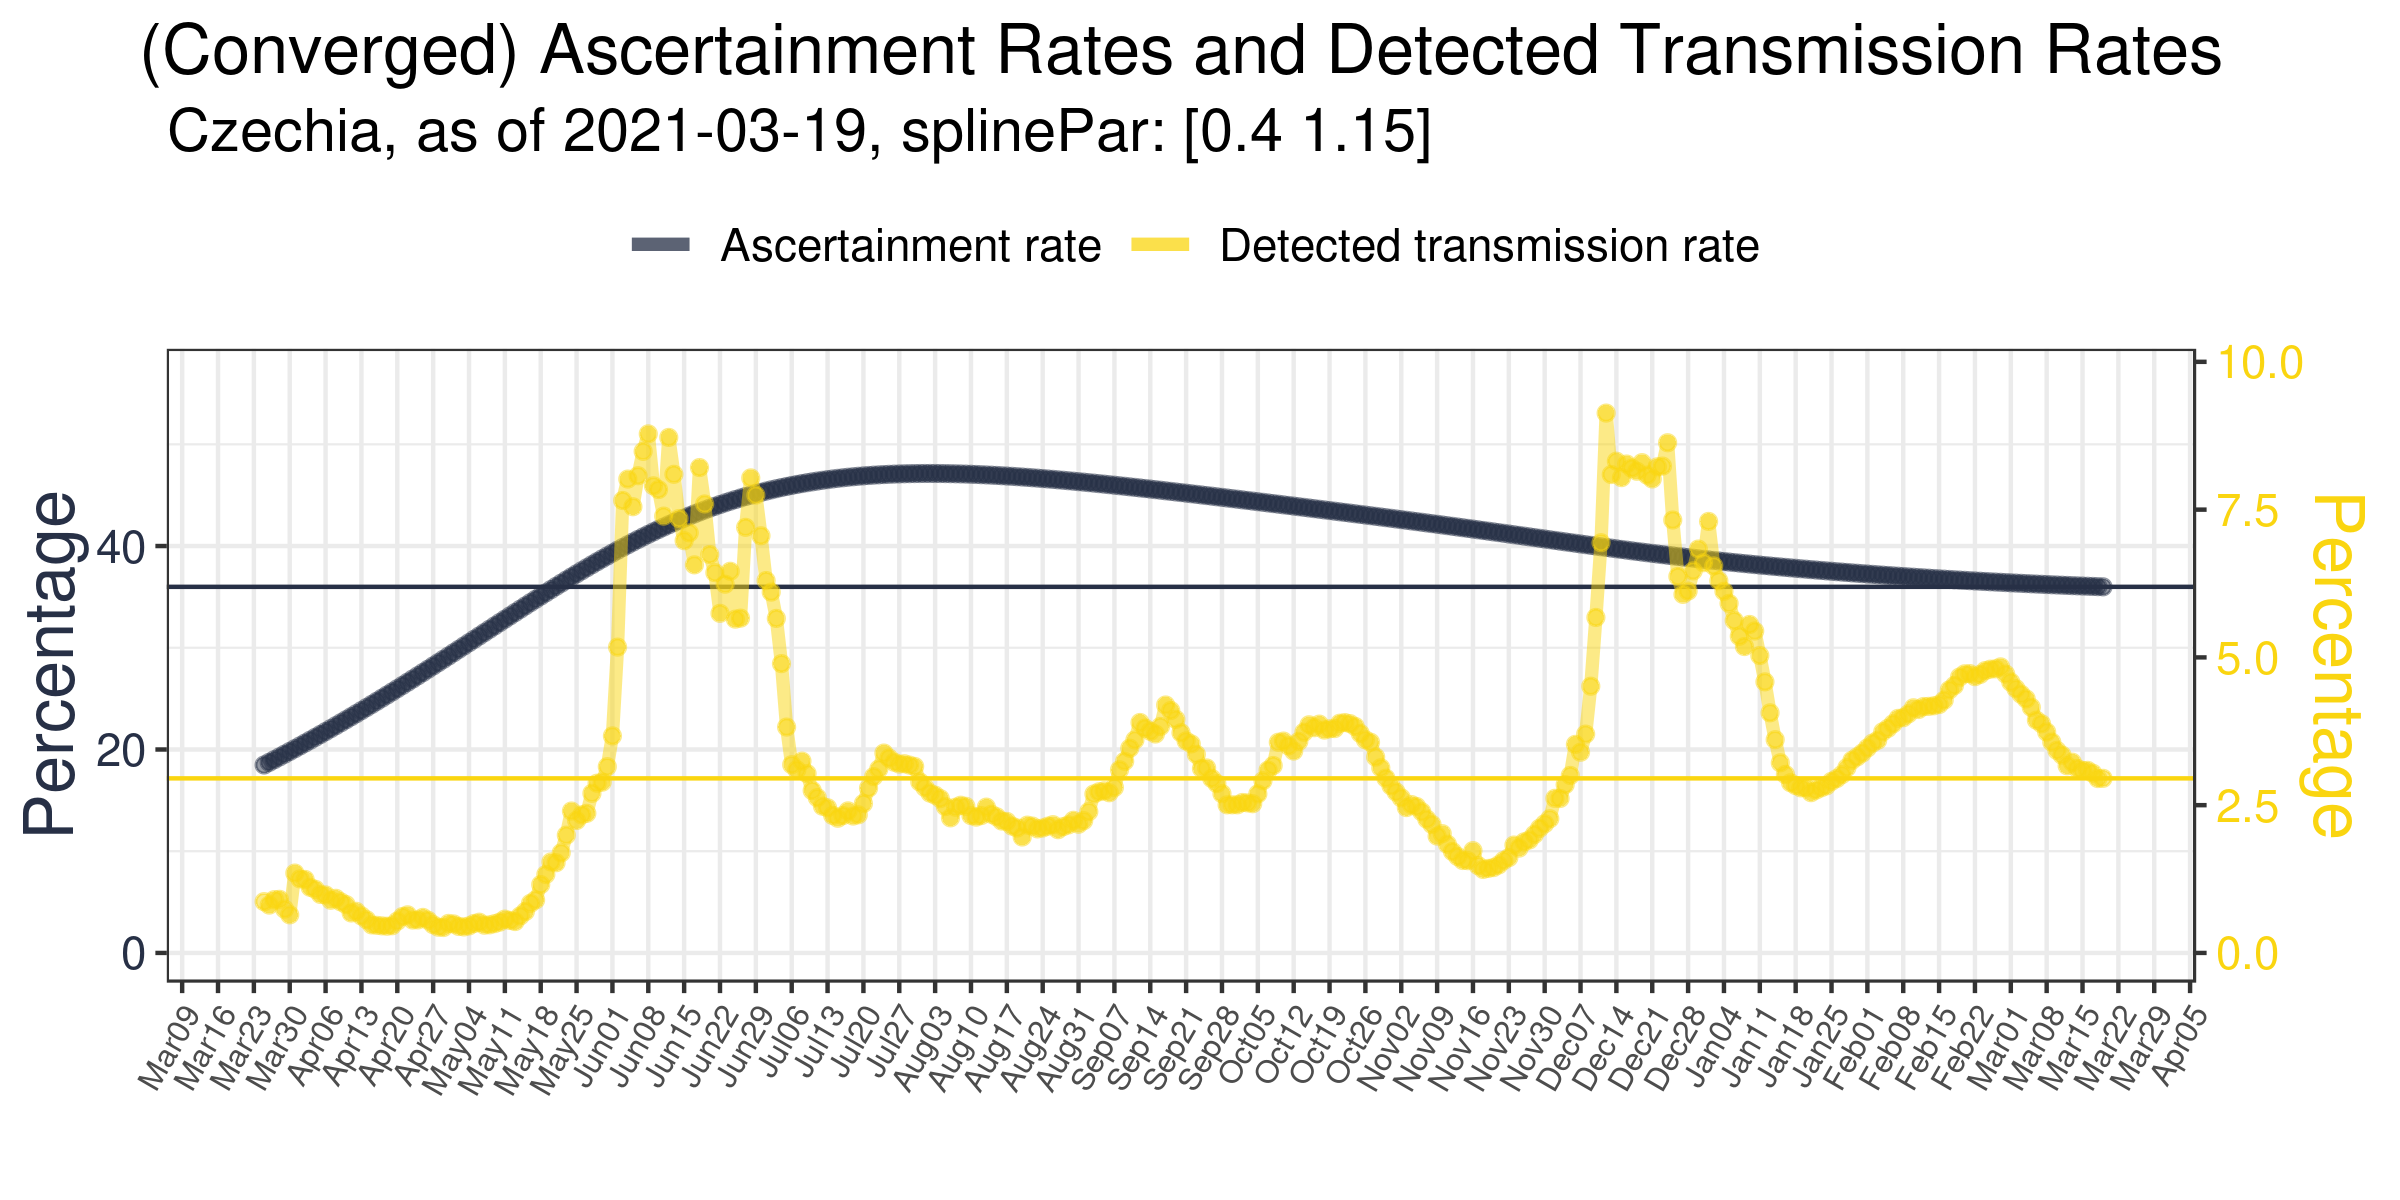 (Converged) Ascertainment Rates and Detected Transmission Rates
Czechia, as of 2021-03-19, splinePar: [0.4 1.15]
Ascertainment rate
Detected transmission rate
Percentage
40
20
0
10.0
7.5
5.0
2.5
0.0
Percentage
Mar09
Mar16
Mar23
Mar30
Apr06
Apr13
Apr20
Apr27
May04
May11
May18
May25
Jun01
Jun08
Jun15
Jun22
Jun29
Jul06
Jul13
Jul20
Jul27
Aug03
Aug10
Aug17
Aug24
Aug31
Sep07
Sep14
Sep21
Sep28
Oct05
Oct12
Oct19
Oct26
Nov02
Nov09
Nov16
Nov23
Nov30
Dec07
Dec14
Dec21
Dec28
Jan04
Jan11
Jan18
Jan25
Feb01
Feb08
Feb15
Feb22
Mar01
Mar08
Mar15
Mar22
Mar29
Apr05